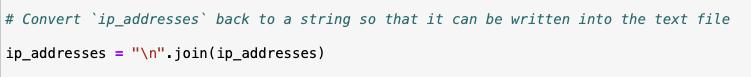 # Convert `ip_addresses` back to a string so that it can be written into the text file
ip_addresses = "\n".join(ip_addresses)